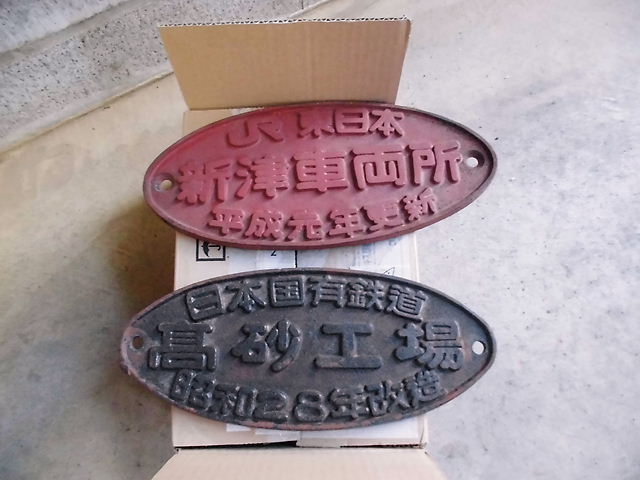 JR東日本
新津車両所
平成元年更新
日本国有鉄道
高砂工場
昭和28年改造